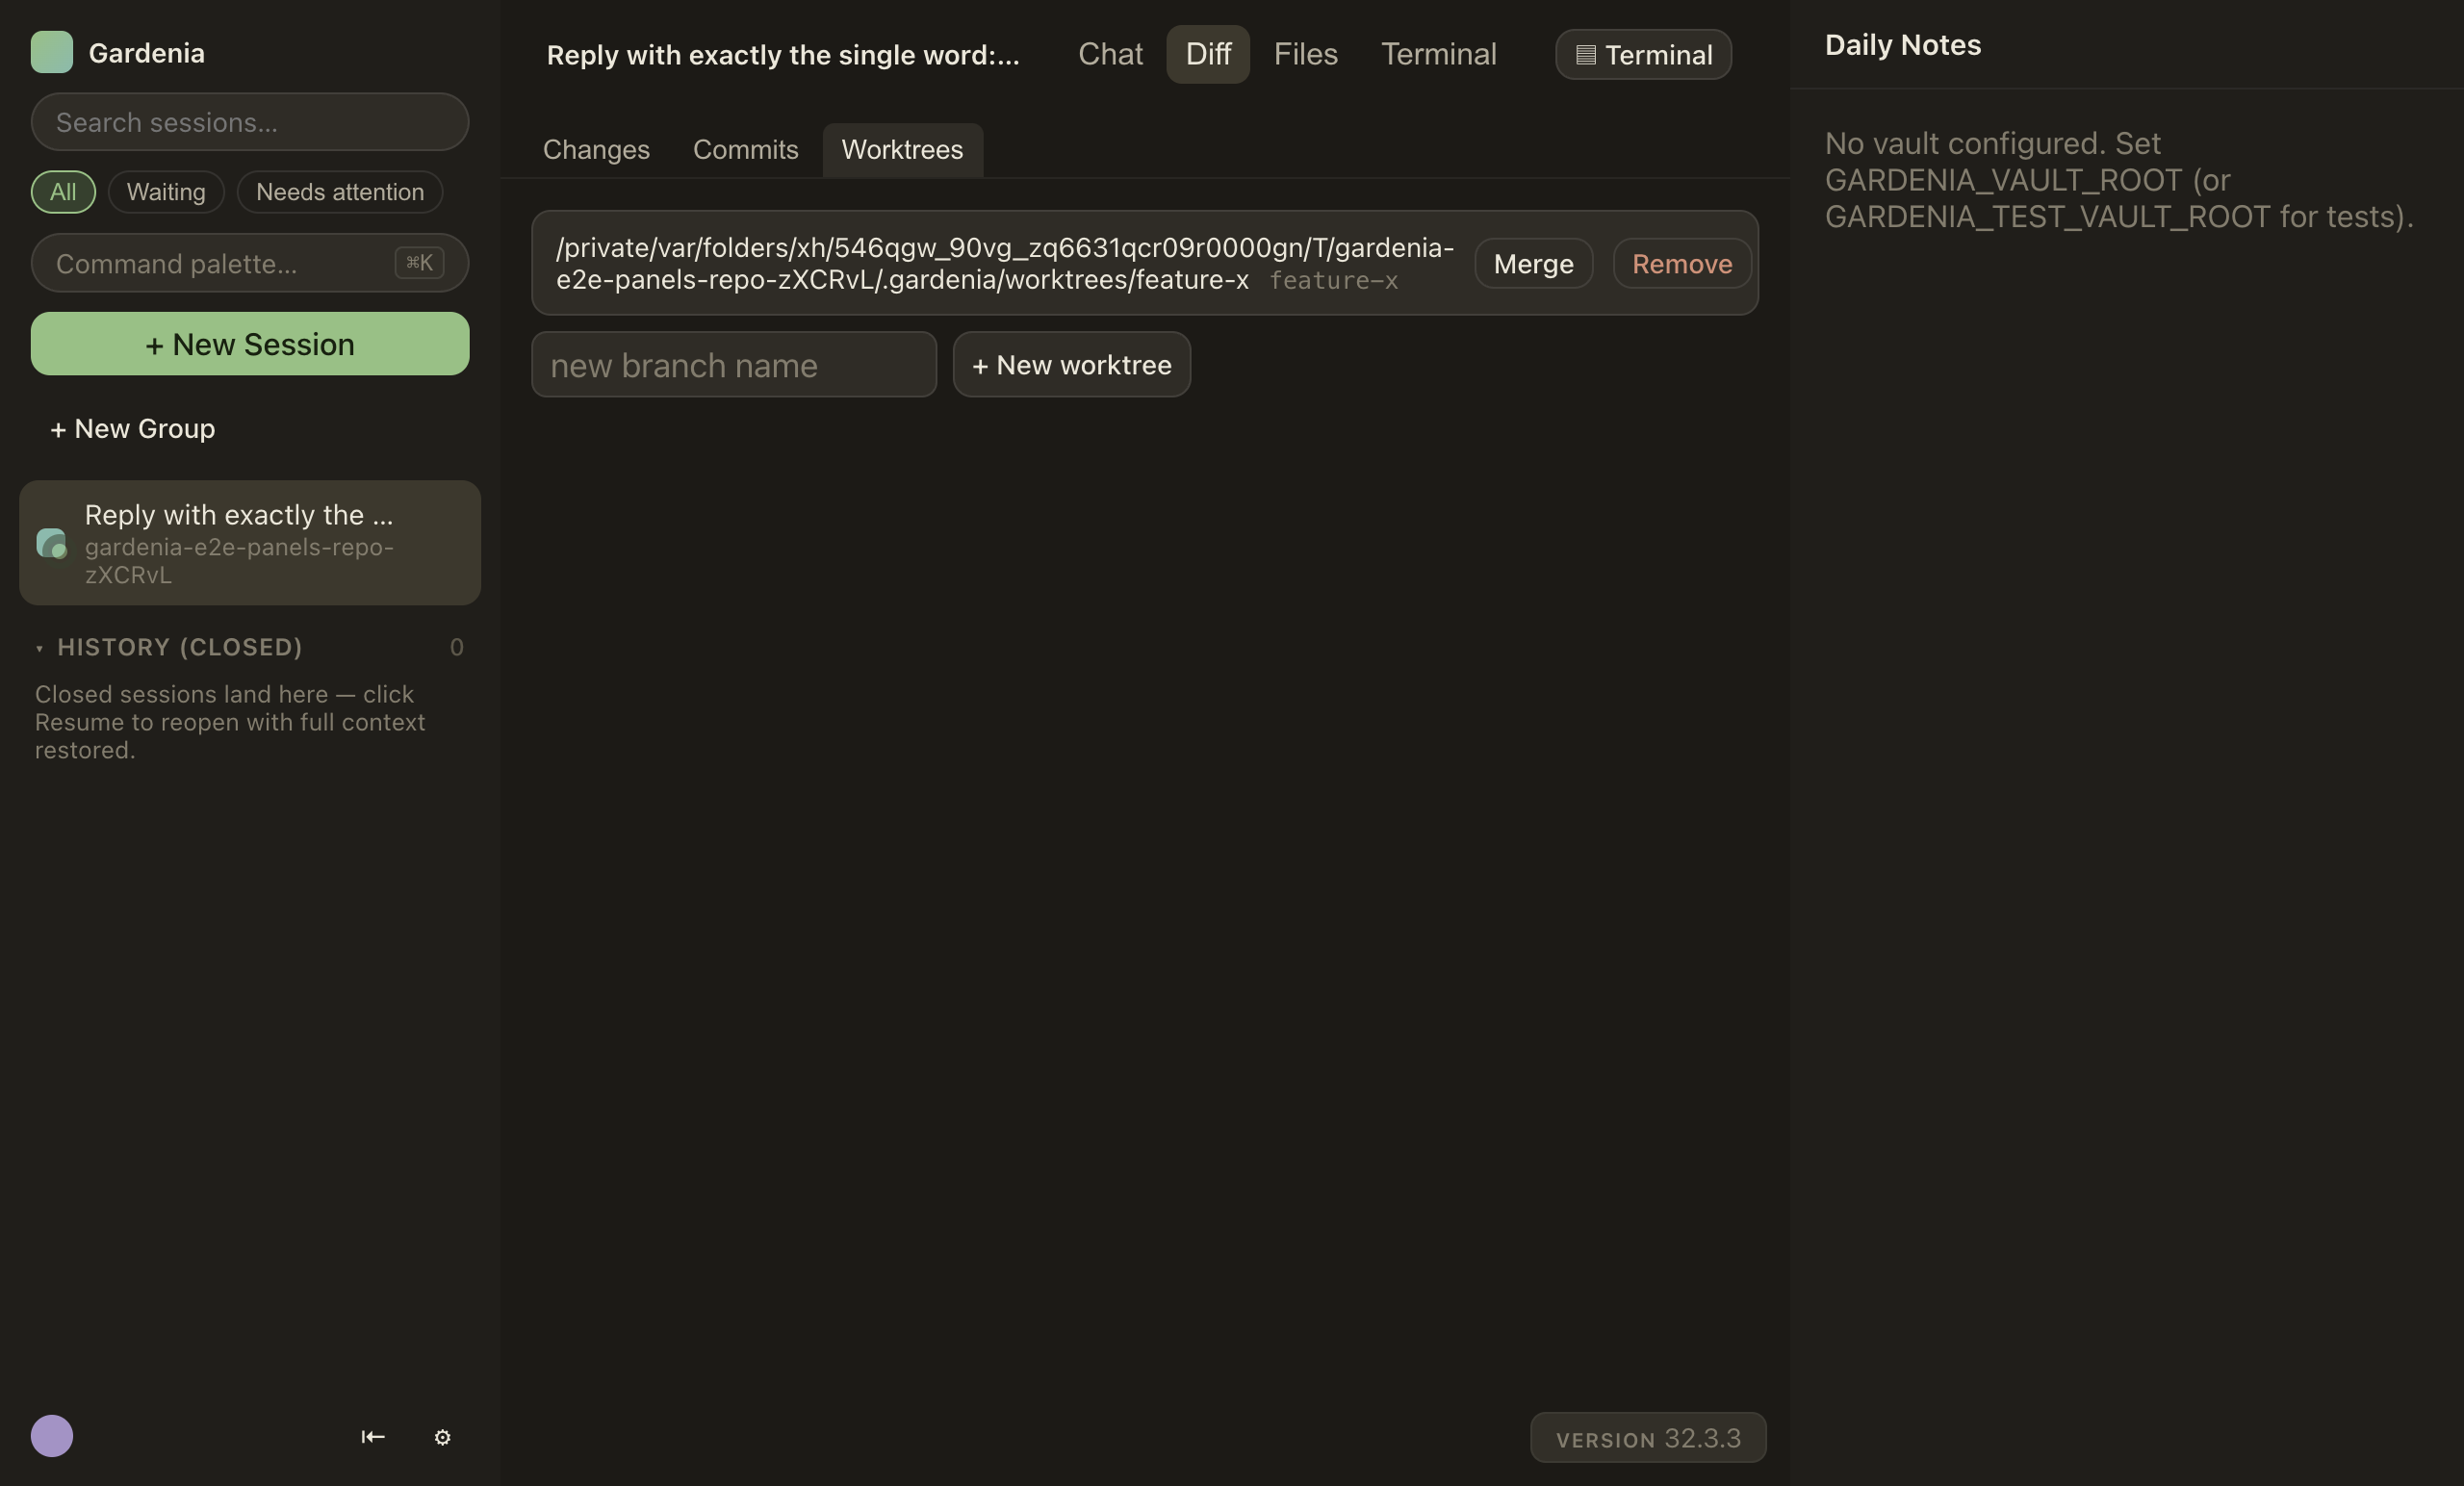 Gardenia
Search sessions...
All
Waiting
Needs attention
Command palette...
⌘K
+ New Session
+ New Group
Reply with exactly the ...
gardenia-e2e-panels-repo-
zXCRvL
▾ HISTORY (CLOSED) 0
Closed sessions land here — click
Resume to reopen with full context
restored.
Reply with exactly the single word:...
Chat
Diff
Files
Terminal
▤ Terminal
Changes
Commits
Worktrees
/private/var/folders/xh/546qgw_90vg_zq6631qcr09r0000gn/T/gardenia-
e2e-panels-repo-zXCRvL/.gardenia/worktrees/feature-x feature-x
Merge
Remove
new branch name
+ New worktree
VERSION 32.3.3
Daily Notes
No vault configured. Set
GARDENIA_VAULT_ROOT (or
GARDENIA_TEST_VAULT_ROOT for tests).